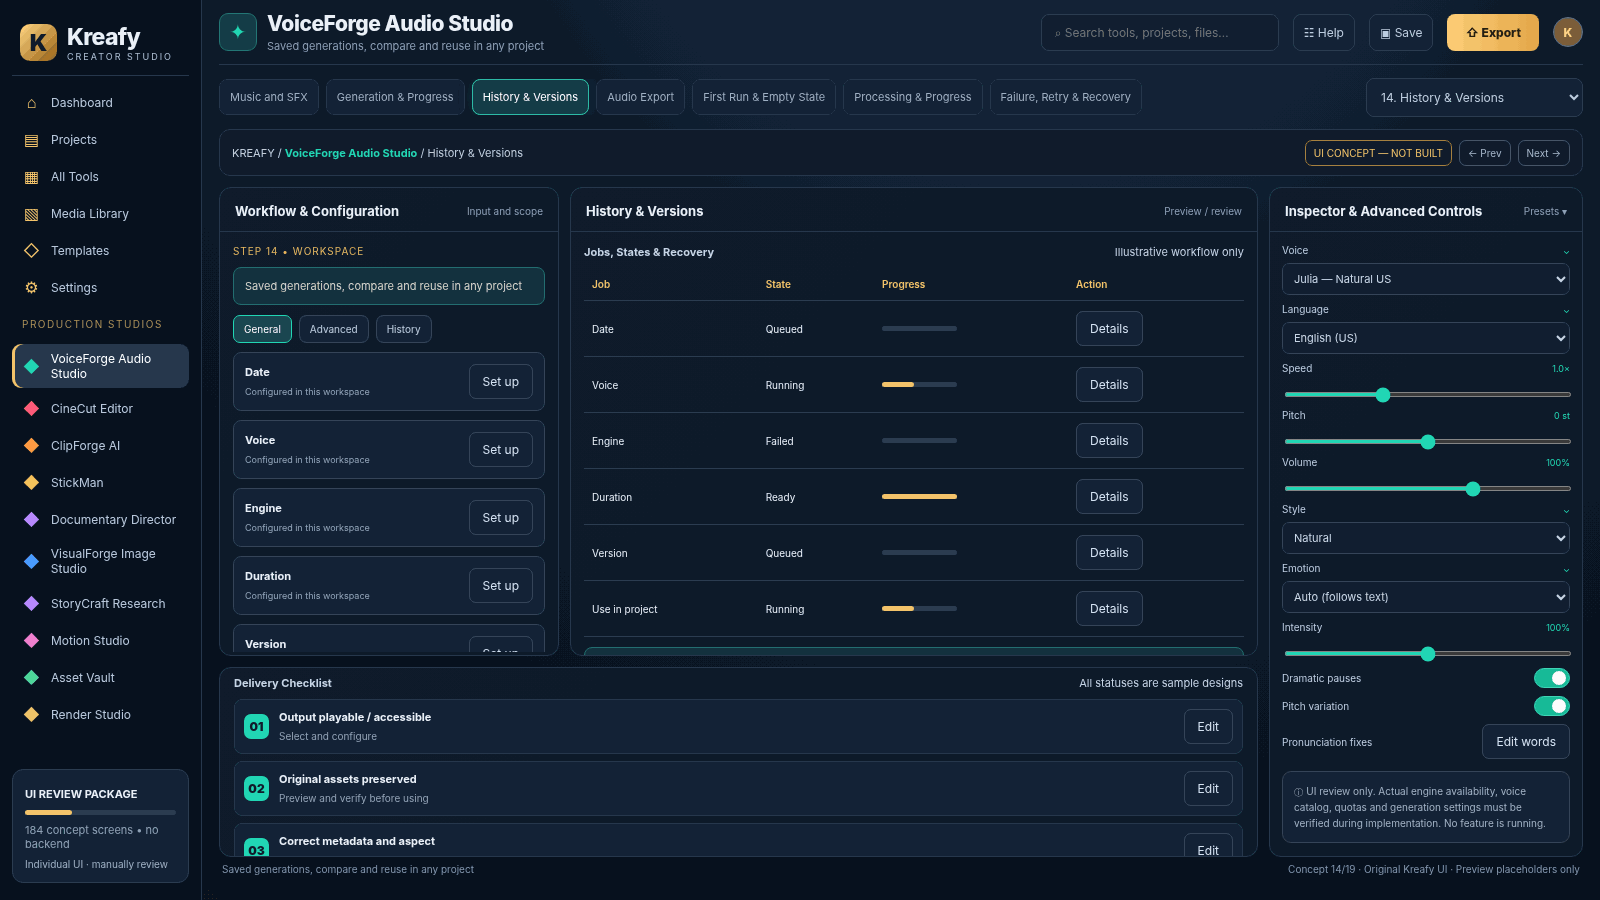 K
Kreafy
CREATOR STUDIO
Dashboard
Projects
All Tools
Media Library
Templates
Settings
PRODUCTION STUDIOS
VoiceForge Audio
Studio
CineCut Editor
ClipForge AI
StickMan
Documentary Director
VisualForge Image
Studio
StoryCraft Research
Motion Studio
Asset Vault
Render Studio
UI REVIEW PACKAGE
184 concept screens • no
backend
Individual UI · manually review
VoiceForge Audio Studio
Saved generations, compare and reuse in any project
Search tools, projects, files...
Help
Save
Export
K
Music and SFX
Generation & Progress
History & Versions
Audio Export
First Run & Empty State
Processing & Progress
Failure, Retry & Recovery
14. History & Versions
KREAFY / VoiceForge Audio Studio / History & Versions
UI CONCEPT — NOT BUILT
← Prev
Next →
Workflow & Configuration
Input and scope
STEP 14 • WORKSPACE
Saved generations, compare and reuse in any project
General
Advanced
History
Date
Configured in this workspace
Set up
Voice
Configured in this workspace
Set up
Engine
Configured in this workspace
Set up
Duration
Configured in this workspace
Set up
Version
Set up
History & Versions
Preview / review
Jobs, States & Recovery
Illustrative workflow only
Job State Progress Action
Date Queued Details
Voice Running Details
Engine Failed Details
Duration Ready Details
Version Queued Details
Use in project Running Details
Delivery Checklist
All statuses are sample designs
01
Output playable / accessible
Select and configure
Edit
02
Original assets preserved
Preview and verify before using
Edit
03
Correct metadata and aspect
Edit
Inspector & Advanced Controls
Presets ▾
Voice
Julia — Natural US
Language
English (US)
Speed 1.0×
Pitch 0 st
Volume 100%
Style
Natural
Emotion
Auto (follows text)
Intensity 100%
Dramatic pauses
Pitch variation
Pronunciation fixes
Edit words
ⓘ UI review only. Actual engine availability, voice
catalog, quotas and generation settings must be
verified during implementation. No feature is running.
Saved generations, compare and reuse in any project
Concept 14/19 · Original Kreafy UI · Preview placeholders only